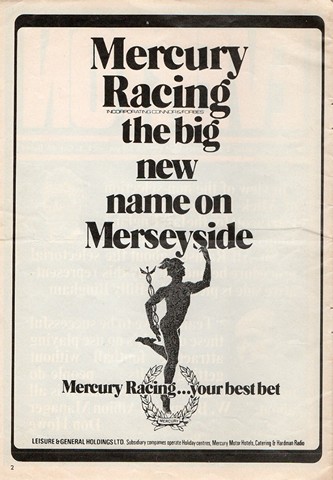 Mercury
Racing
INCORPORATING CONNOR & FORBES
the big
new
name on
Merseyside
Mercury Racing...your best bet
MERCURY
LEISURE & GENERAL HOLDINGS LTD. Subsidiary companies operate Holiday centres, Mercury Motor Hotels, Catering & Hardman Radio
2